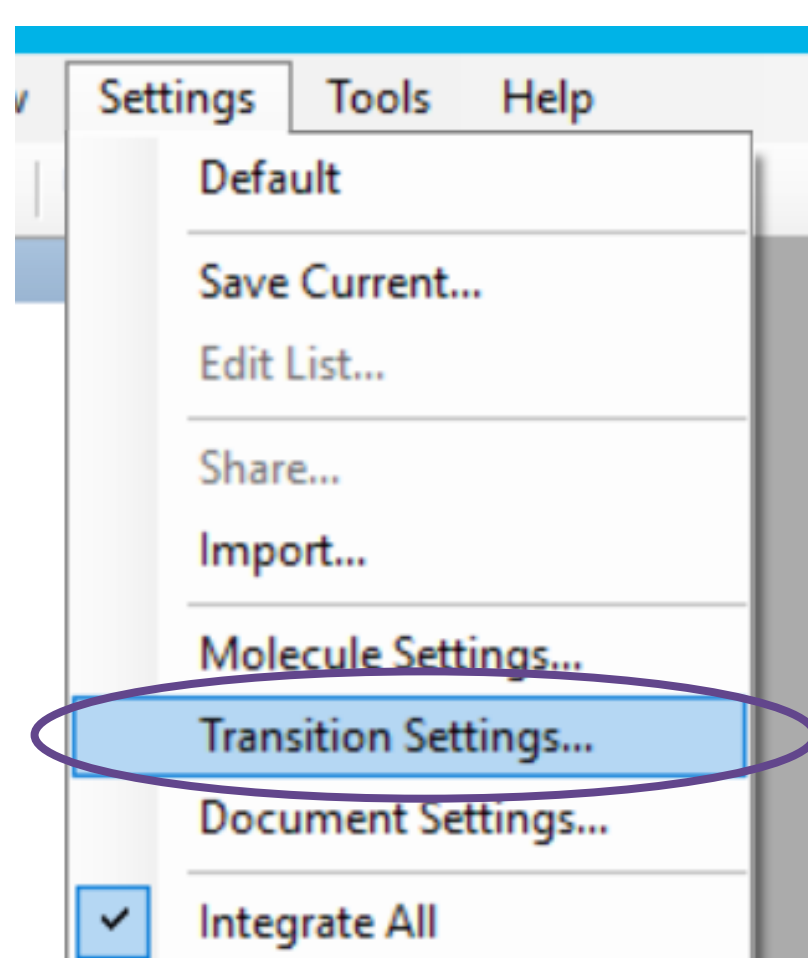 Settings Tools Help
Default
Save Current...
Edit List...
Share...
Import...
Molecule Settings...
Transition Settings...
Document Settings...
Integrate All